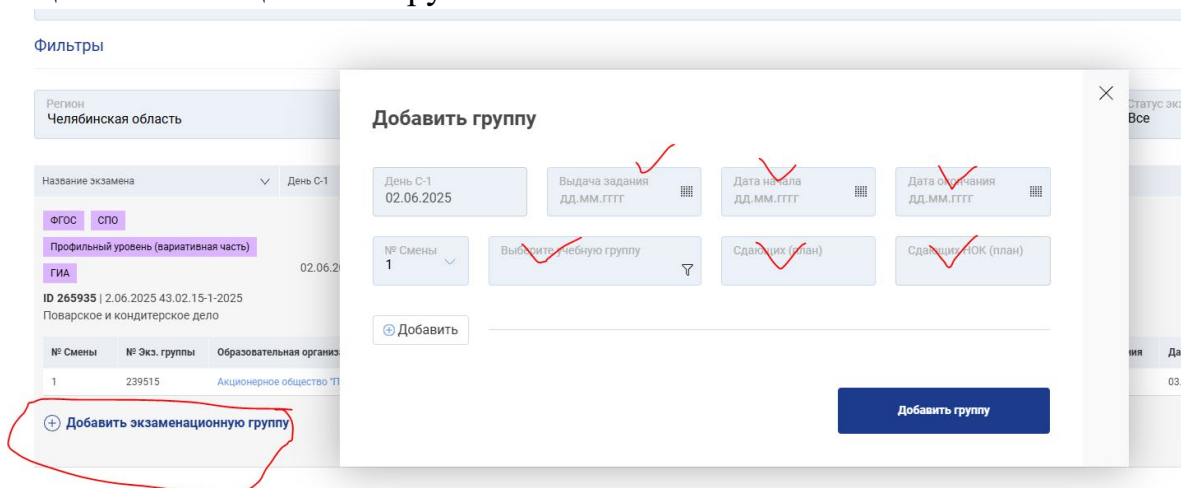 Фильтры
Регион
Челябинская область
Статус экз
Все
Название экзамена
День С-1
ФГОС
СПО
Профильный уровень (вариативная часть)
ГИА
02.06.20
ID 265935 | 2.06.2025 43.02.15-1-2025
Поварское и кондитерское дело
№ Смены
№ Экз. группы
Образовательная организ
ния
Да
1
239515
Акционерное общество "П
03.
Добавить экзаменационную группу
Добавить группу
День С-1
02.06.2025
Выдача задания
дд.мм.гггг
Дата начала
дд.мм.гггг
Дата окончания
дд.мм.гггг
№ Смены
1
Выберите учебную группу
Сдающих (план)
Сдающих НОК (план)
Добавить
Добавить группу